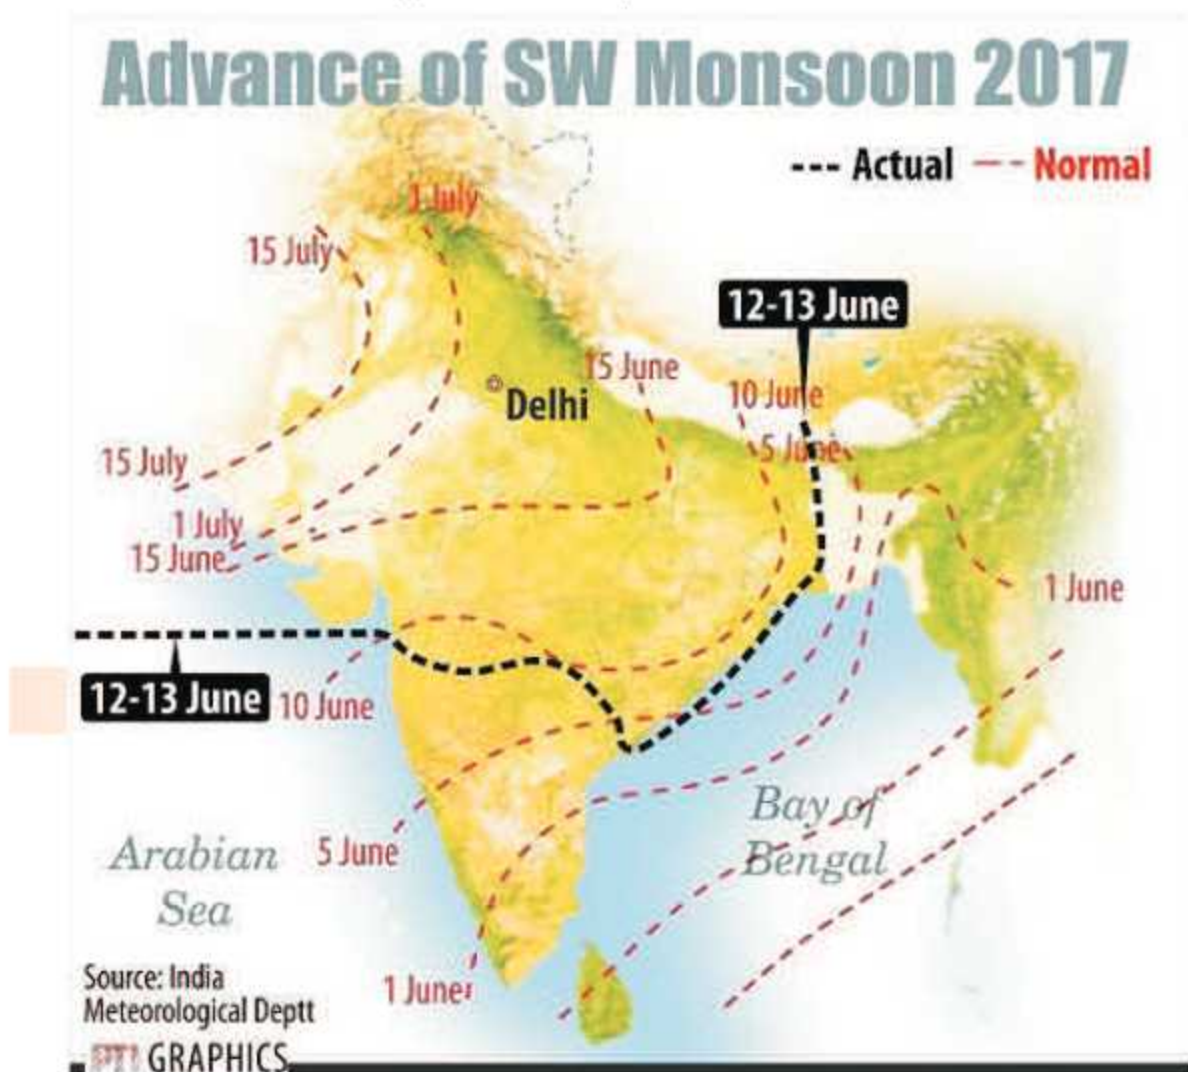 Advance of SW Monsoon 2017
Actual
Normal
1 July
15 July
12-13 June
15 June
10 June
Delhi
5 June
15 July
1 July
15 June
1 June
12-13 June
10 June
Bay of
Bengal
Arabian
Sea
5 June
Source: India
Meteorological Deptt
1 June
PTI GRAPHICS